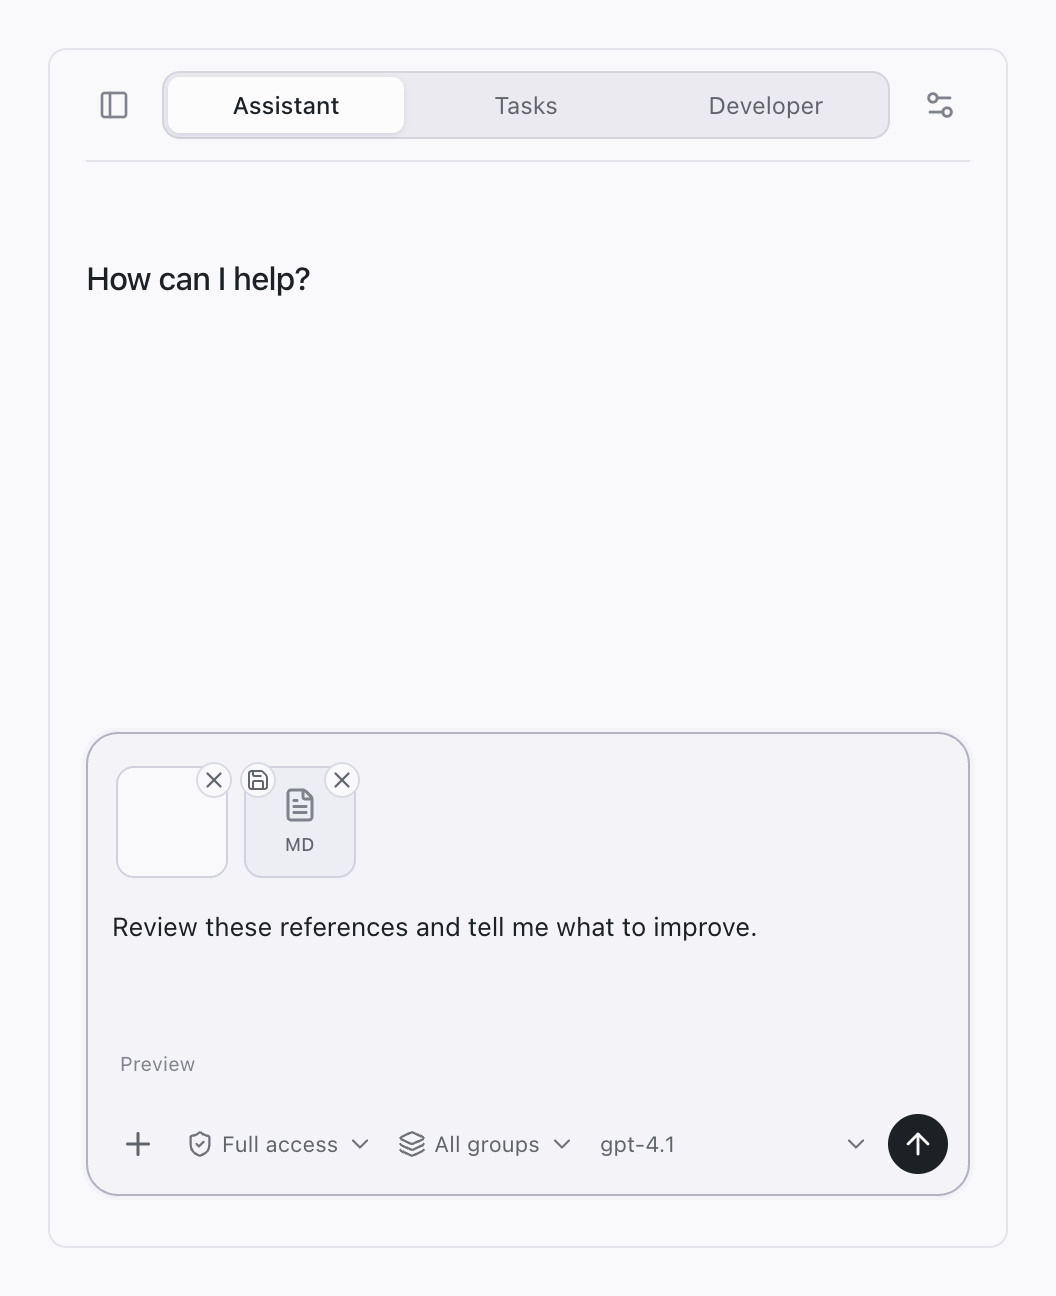 Assistant
Tasks
Developer
How can I help?
MD
Review these references and tell me what to improve.
Preview
Full access
All groups
gpt-4.1